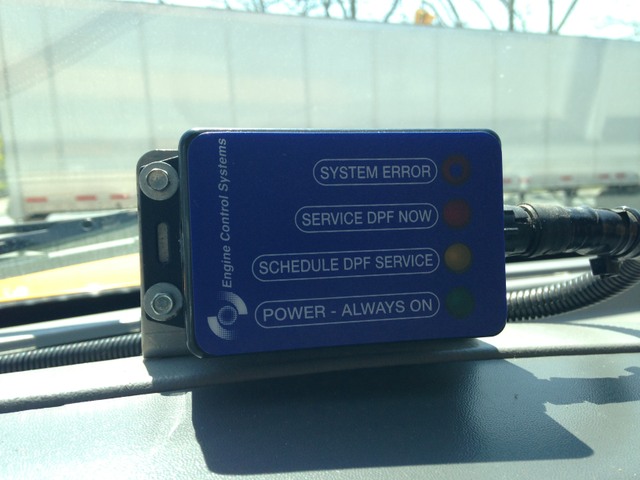 Engine Control Systems
SYSTEM ERROR
SERVICE DPF NOW
SCHEDULE DPF SERVICE
POWER - ALWAYS ON